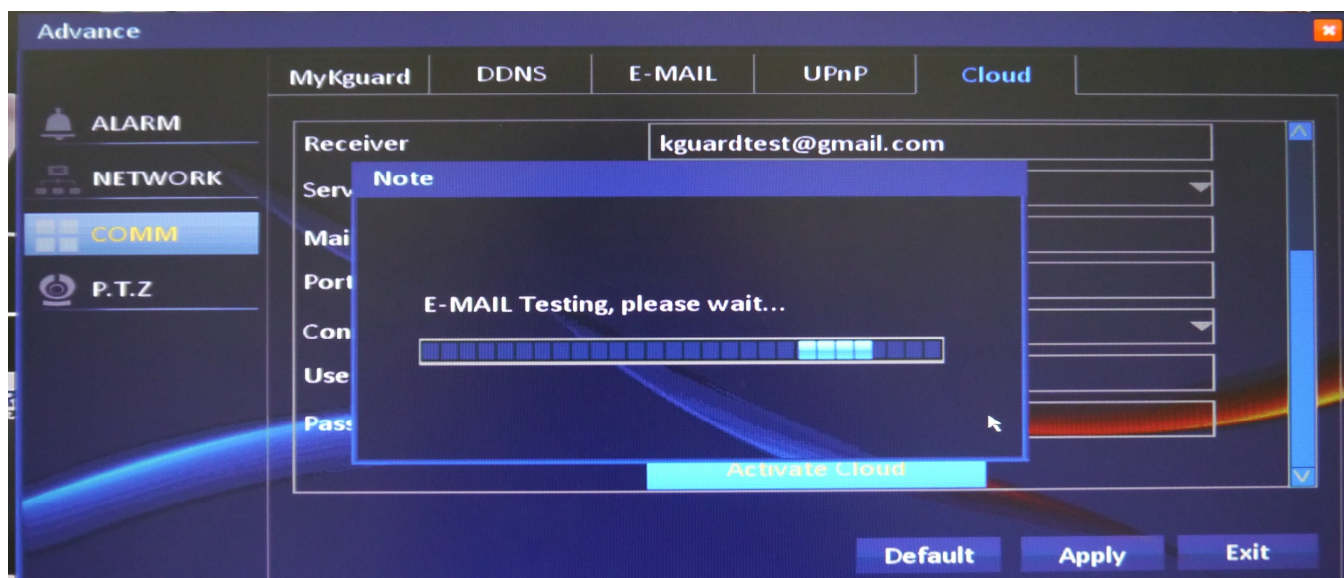 Advance
MyKguard DDNS E-MAIL UPnP Cloud
ALARM
NETWORK
COMM
P.T.Z
Receiver kguardtest@gmail.com
Note
Port
E-MAIL Testing, please wait...
Activate Cloud
Default Apply Exit